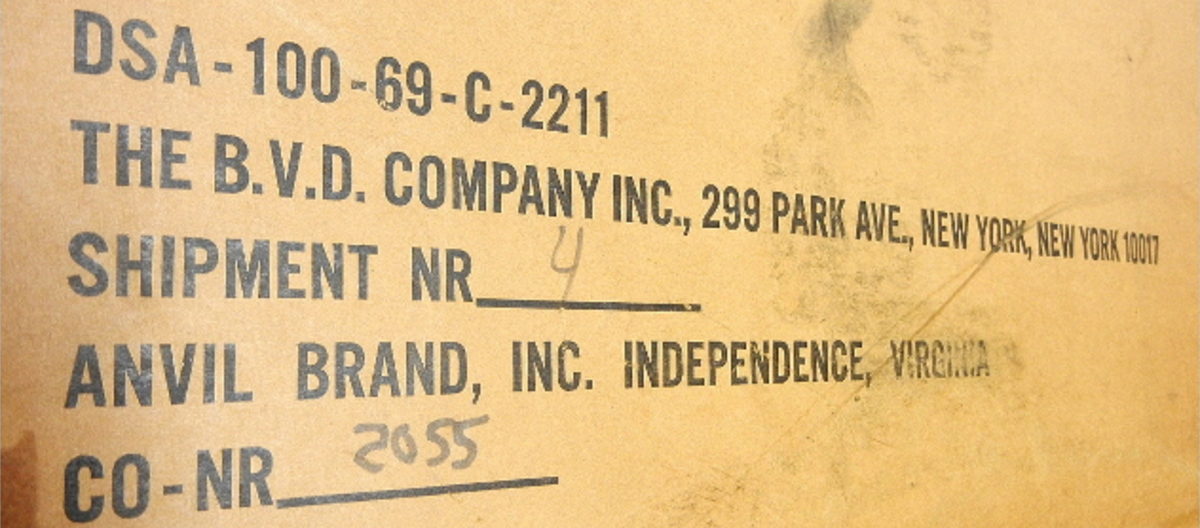 DSA-100-69-C-2211
THE B.V.D. COMPANY INC., 299 PARK AVE., NEW YORK, NEW YORK 10017
SHIPMENT NR 4
ANVIL BRAND, INC. INDEPENDENCE, VIRGINIA
CO-NR 2055